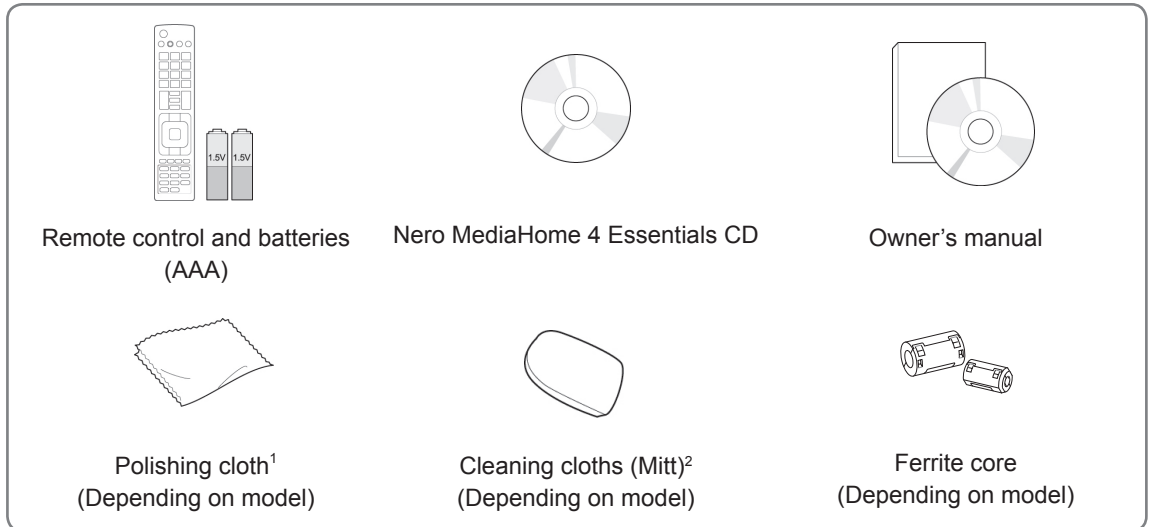 1.5V 1.5V
Remote control and batteries
(AAA)
Nero MediaHome 4 Essentials CD
Owner’s manual
Polishing cloth1
(Depending on model)
Cleaning cloths (Mitt)2
(Depending on model)
Ferrite core
(Depending on model)